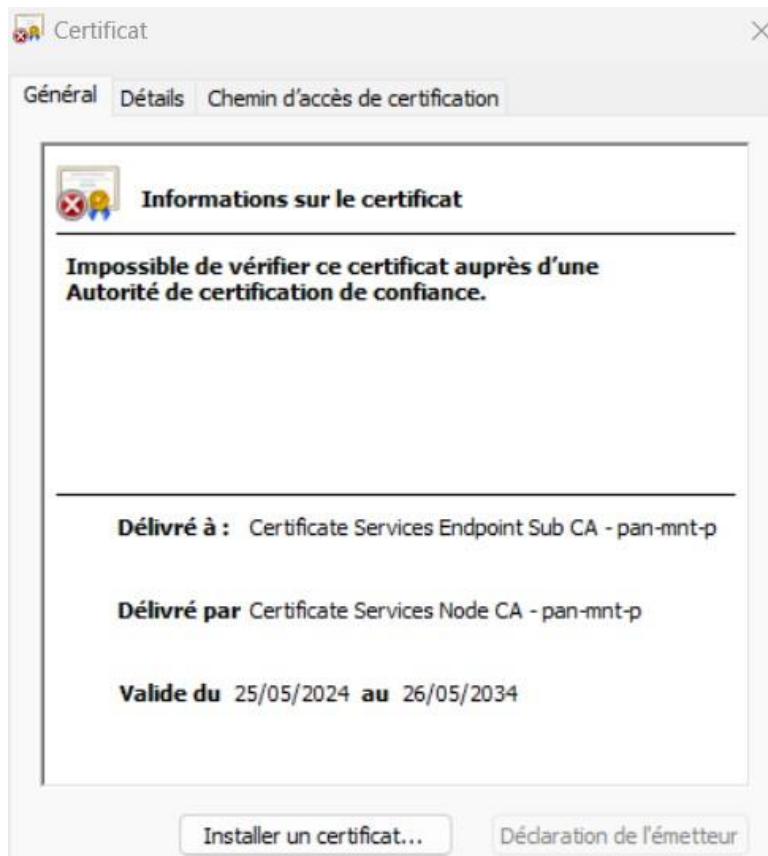 Certificat
Général Détails Chemin d'accès de certification
Informations sur le certificat
Impossible de vérifier ce certificat auprès d'une
Autorité de certification de confiance.
Délivré à : Certificate Services Endpoint Sub CA - pan-mnt-p
Délivré par Certificate Services Node CA - pan-mnt-p
Valide du 25/05/2024 au 26/05/2034
Installer un certificat... Déclaration de l'émetteur